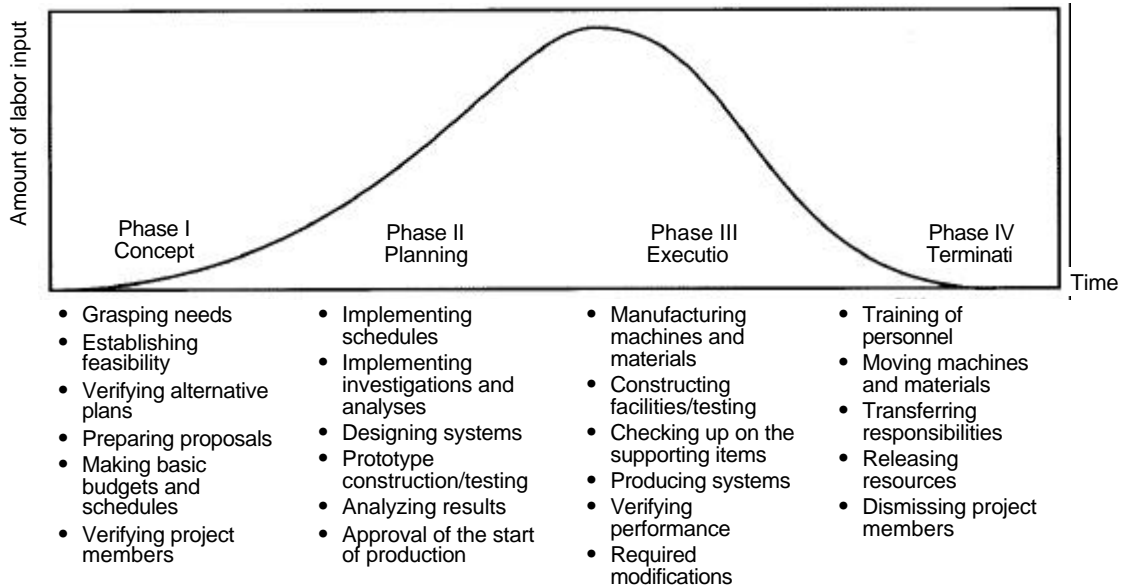 Amount of labor input
Phase I
Concept
Phase II
Planning
Phase III
Executio
Phase IV
Terminati
Time
• Grasping needs
• Establishing
feasibility
• Verifying alternative
plans
• Preparing proposals
• Making basic
budgets and
schedules
• Verifying project
members
• Implementing
schedules
• Implementing
investigations and
analyses
• Designing systems
• Prototype
construction/testing
• Analyzing results
• Approval of the start
of production
• Manufacturing
machines and
materials
• Constructing
facilities/testing
• Checking up on the
supporting items
• Producing systems
• Verifying
performance
• Required
modifications
• Training of
personnel
• Moving machines
and materials
• Transferring
responsibilities
• Releasing
resources
• Dismissing project
members